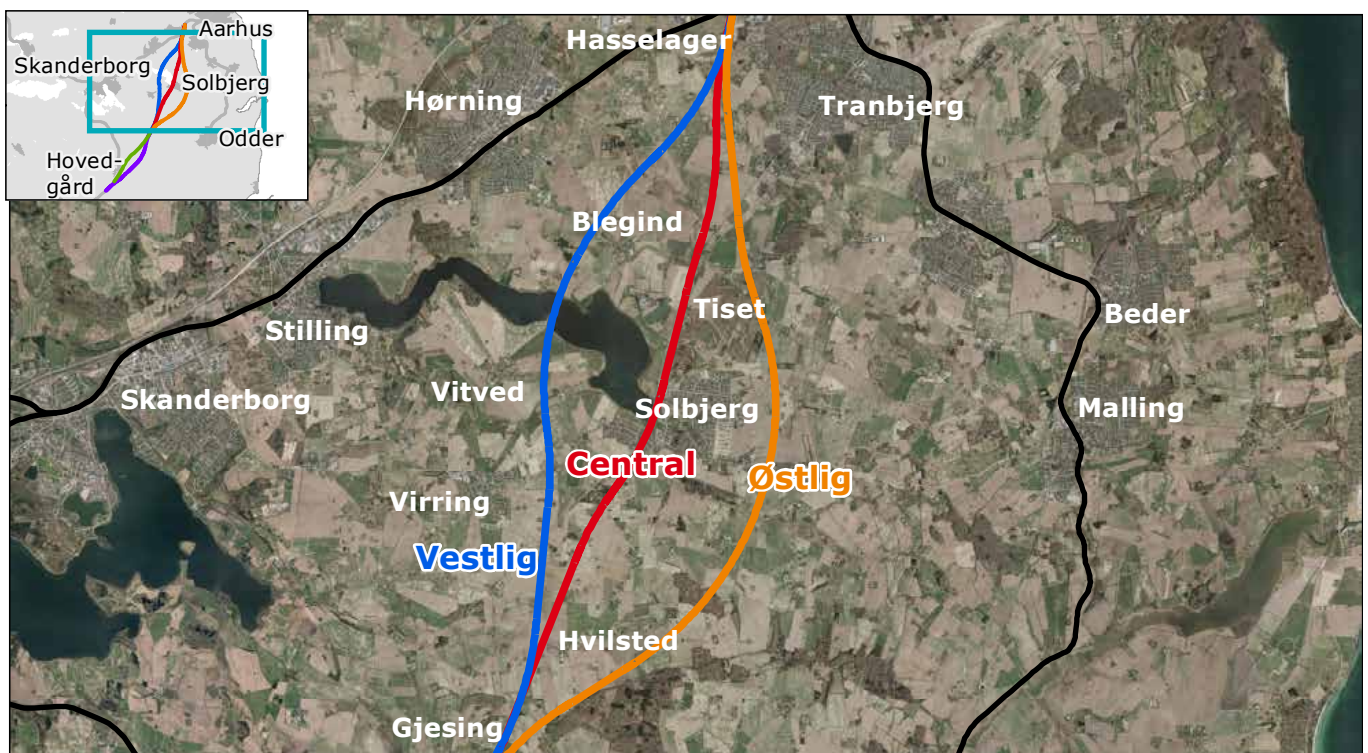 Aarhus
Skanderborg
Solbjerg
Odder
Hoved-
gård
Hasselager
Hørning
Tranbjerg
Blegind
Tiset
Beder
Stilling
Vitved
Skanderborg
Solbjerg
Malling
Central
Østlig
Virring
Vestlig
Hvilsted
Gjesing